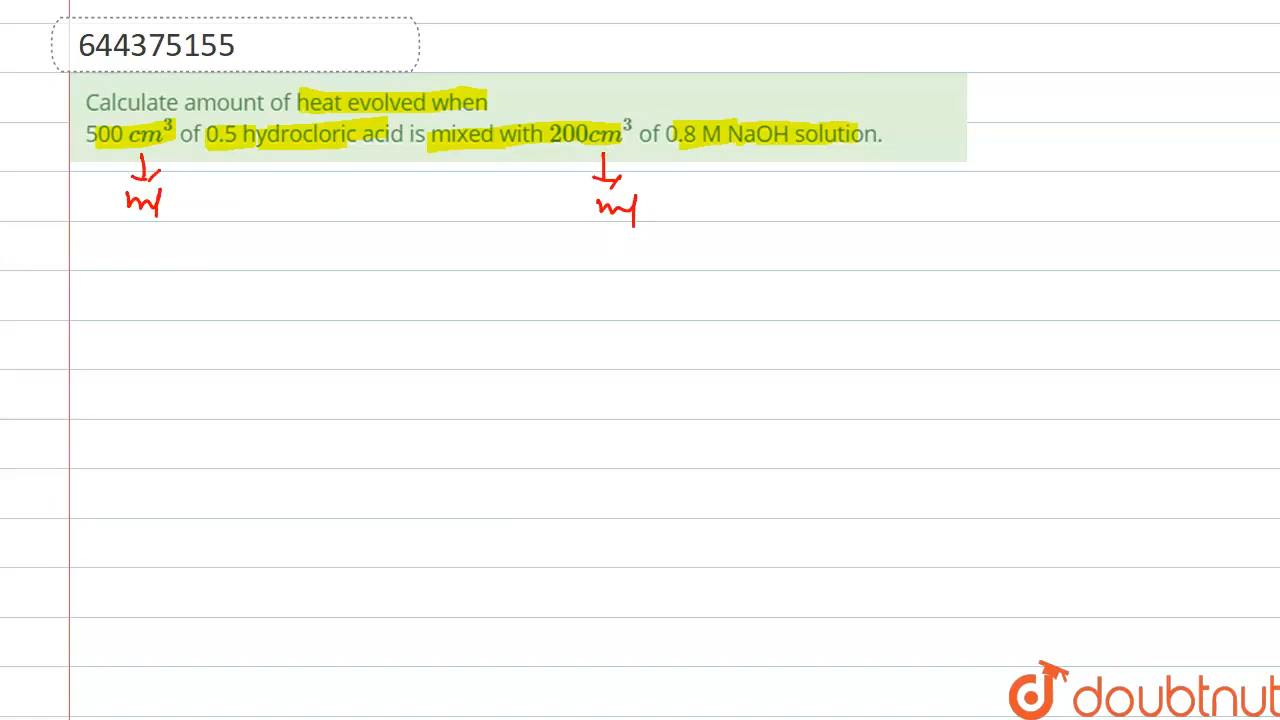 644375155
Calculate amount of heat evolved when
500 cm³ of 0.5 hydrocloric acid is mixed with 200cm³ of 0.8 M NaOH solution.
ml ml
doubtnut